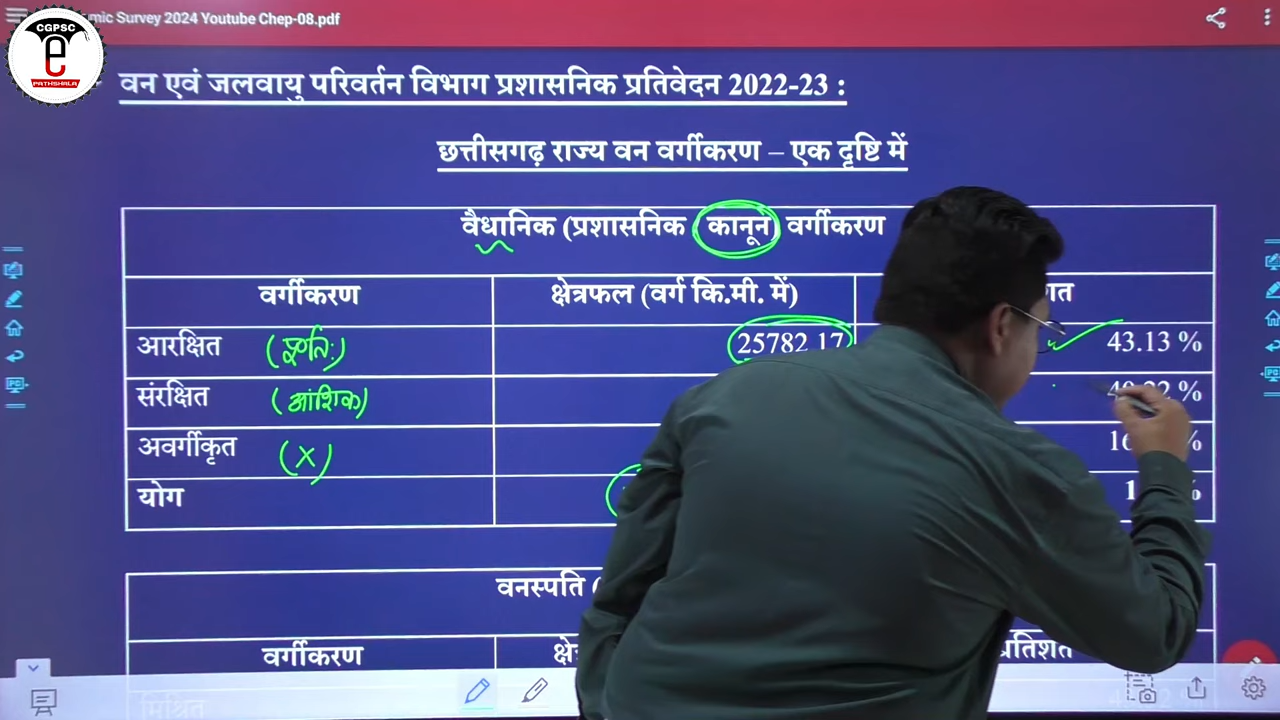 CGPSC
e
PATHSHALA
mic Survey 2024 Youtube Chep-08.pdf
वन एवं जलवायु परिवर्तन विभाग प्रशासनिक प्रतिवेदन 2022-23 :
छत्तीसगढ़ राज्य वन वर्गीकरण – एक दृष्टि में
वैधानिक (प्रशासनिक कानून) वर्गीकरण
वर्गीकरण क्षेत्रफल (वर्ग कि.मी. में)
आरक्षित (पूर्णतः) 25782.17 43.13 %
संरक्षित (आंशिक) %
अवर्गीकृत (X) 16 %
योग 1 %
वनस्पति (
वर्गीकरण प्रतिशत
मिश्रित